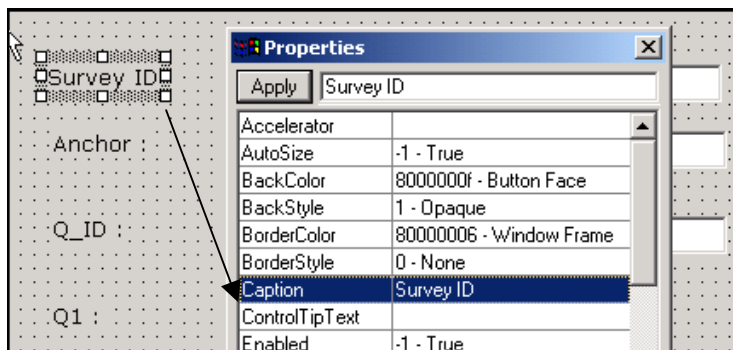 Survey ID
Anchor :
Q_ID :
Q1 :
Properties
Apply Survey ID
Accelerator
AutoSize -1 - True
BackColor 8000000f - Button Face
BackStyle 1 - Opaque
BorderColor 80000006 - Window Frame
BorderStyle 0 - None
Caption Survey ID
ControlTipText
Enabled -1 - True